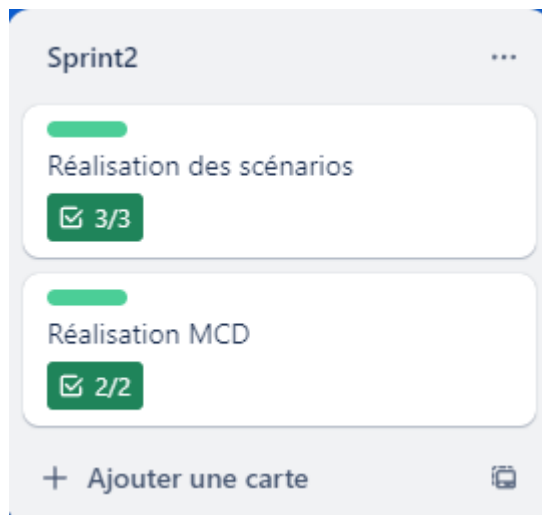 Sprint2
Réalisation des scénarios
3/3
Réalisation MCD
2/2
+ Ajouter une carte